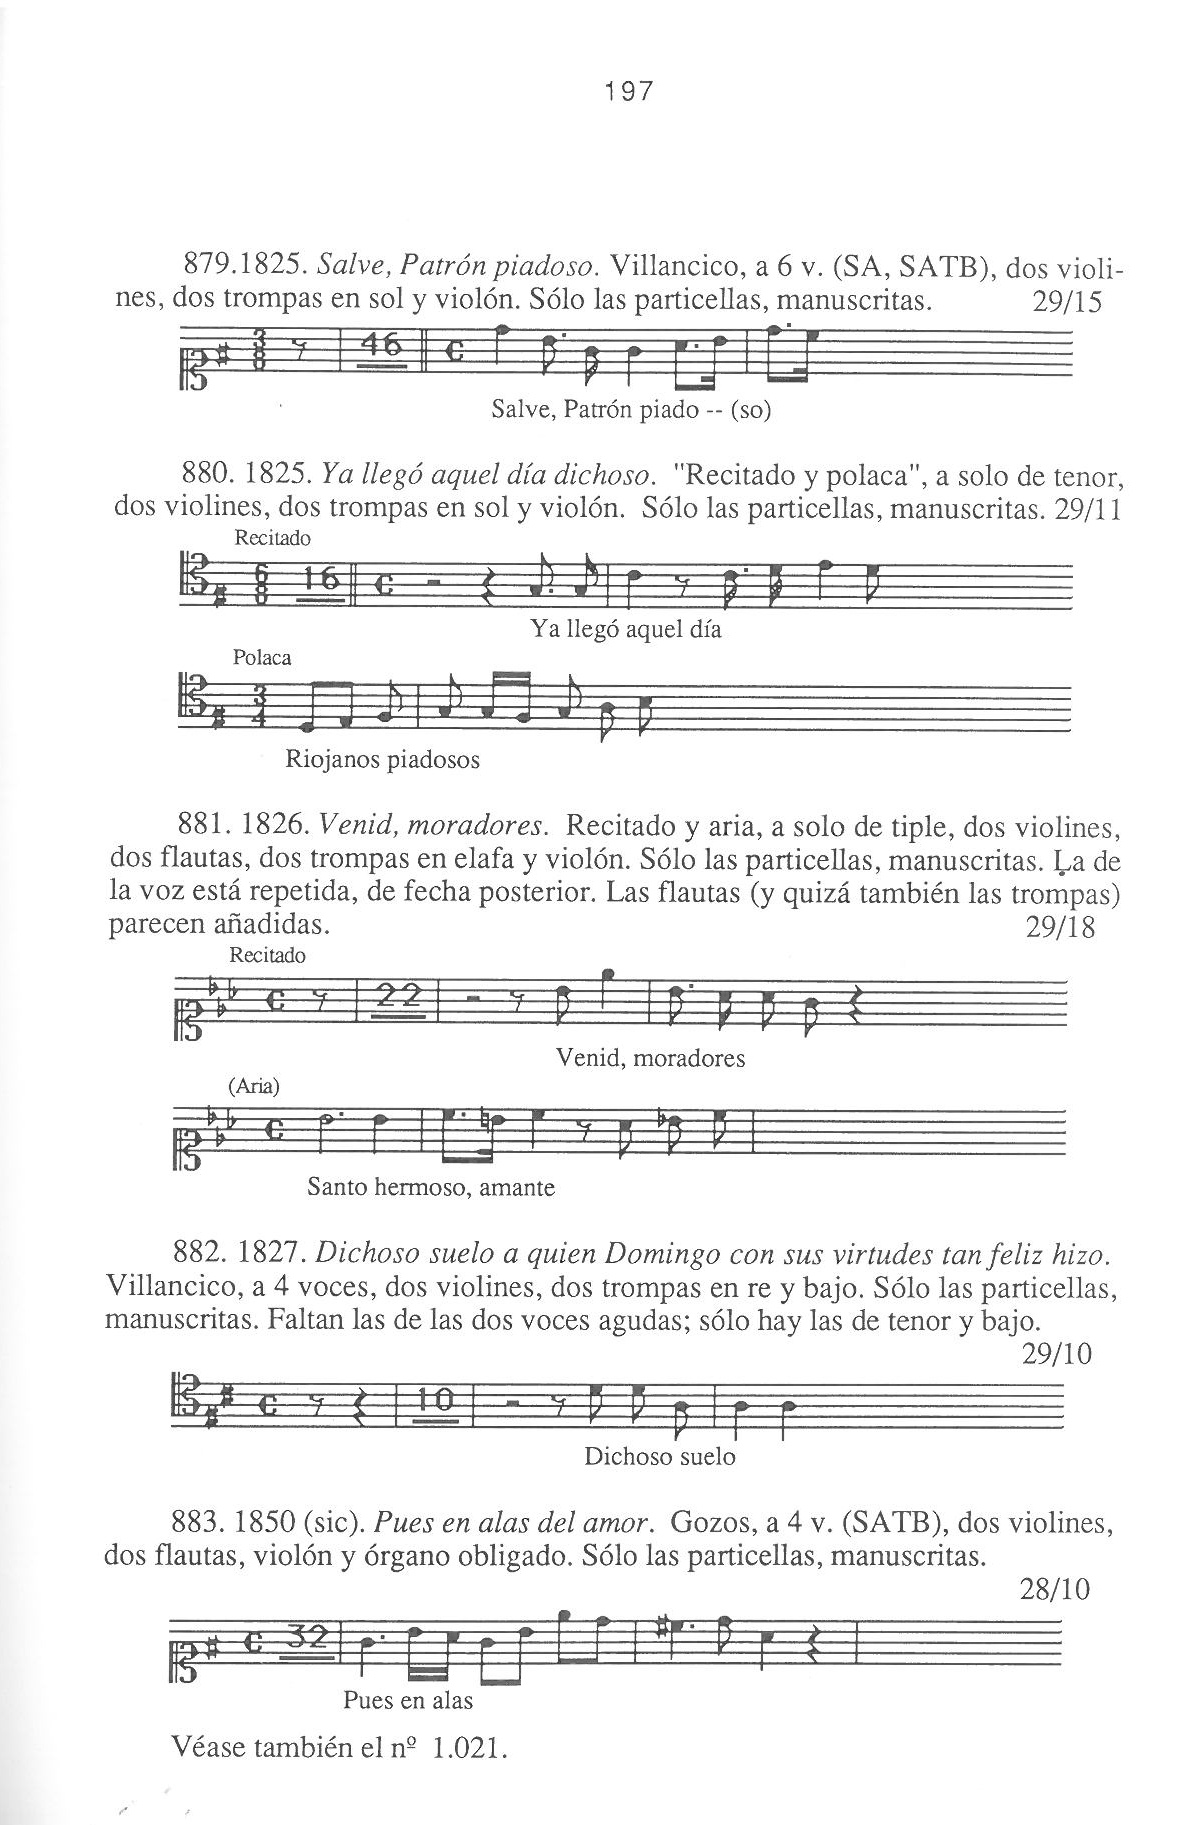 197
879.1825. Salve, Patrón piadoso. Villancico, a 6 v. (SA, SATB), dos violi-
nes, dos trompas en sol y violón. Sólo las particellas, manuscritas. 29/15
3/8 46
Salve, Patrón piado -- (so)
880. 1825. Ya llegó aquel día dichoso. "Recitado y polaca", a solo de tenor,
dos violines, dos trompas en sol y violón. Sólo las particellas, manuscritas. 29/11
Recitado
6/8 16
Ya llegó aquel día
Polaca
3/4
Riojanos piadosos
881. 1826. Venid, moradores. Recitado y aria, a solo de tiple, dos violines,
dos flautas, dos trompas en elafa y violón. Sólo las particellas, manuscritas. La de
la voz está repetida, de fecha posterior. Las flautas (y quizá también las trompas)
parecen añadidas. 29/18
Recitado
22
Venid, moradores
(Aria)
Santo hermoso, amante
882. 1827. Dichoso suelo a quien Domingo con sus virtudes tan feliz hizo.
Villancico, a 4 voces, dos violines, dos trompas en re y bajo. Sólo las particellas,
manuscritas. Faltan las de las dos voces agudas; sólo hay las de tenor y bajo.
29/10
10
Dichoso suelo
883. 1850 (sic). Pues en alas del amor. Gozos, a 4 v. (SATB), dos violines,
dos flautas, violón y órgano obligado. Sólo las particellas, manuscritas.
28/10
32
Pues en alas
Véase también el nº 1.021.